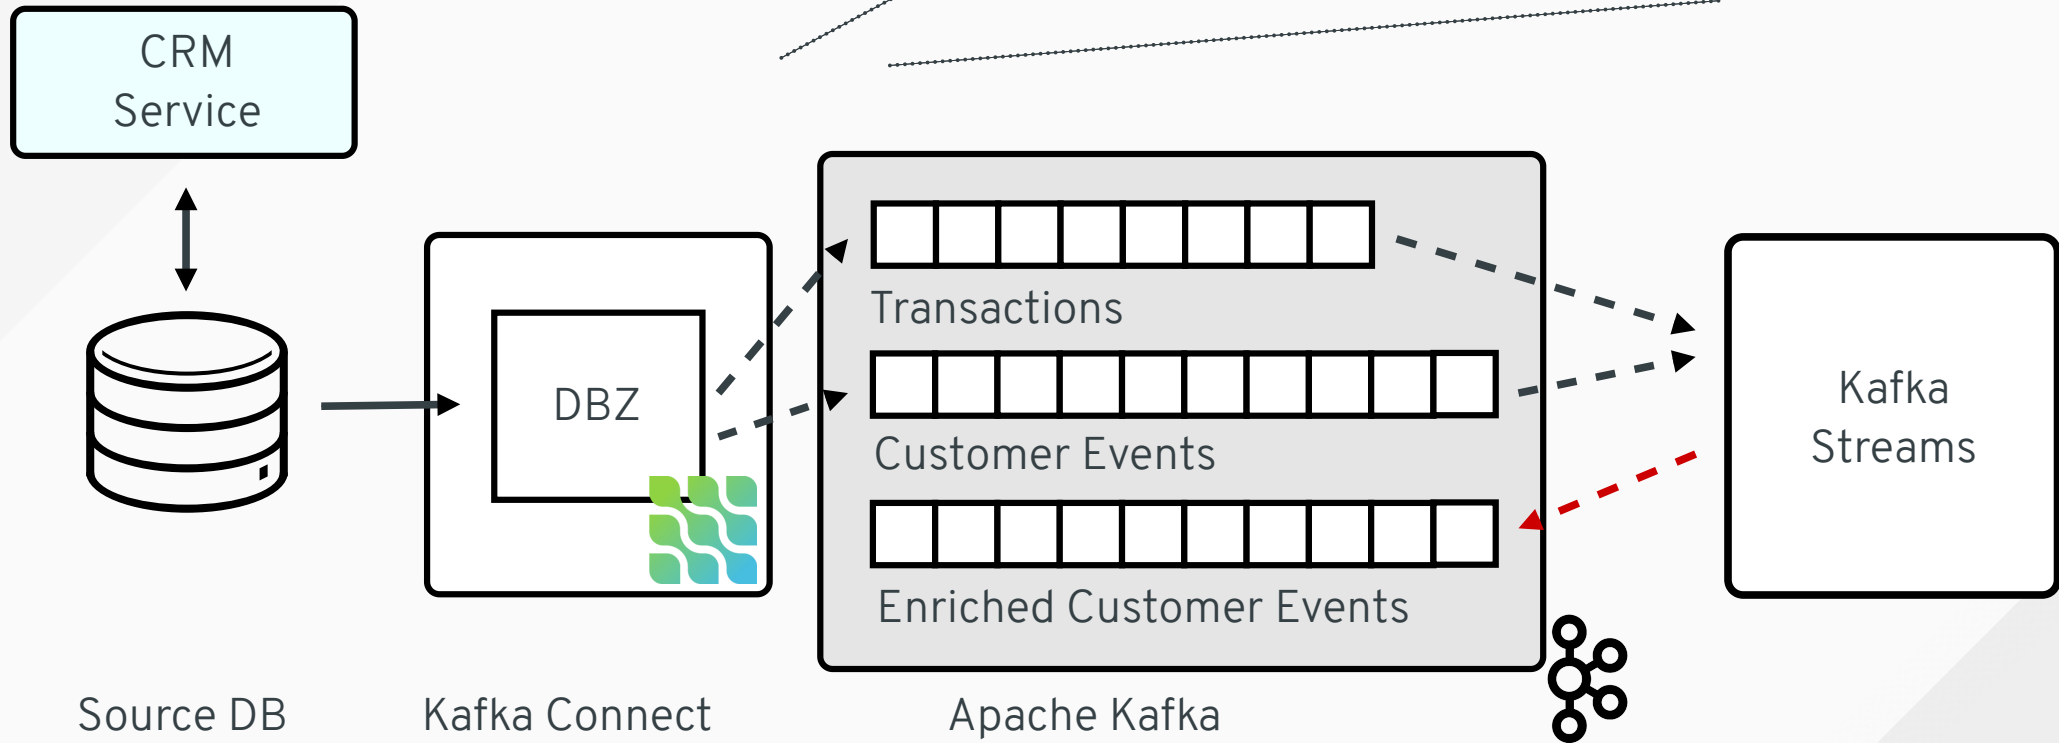 CRM
Service
DBZ
Transactions
Customer Events
Enriched Customer Events
Kafka
Streams
Source DB
Kafka Connect
Apache Kafka